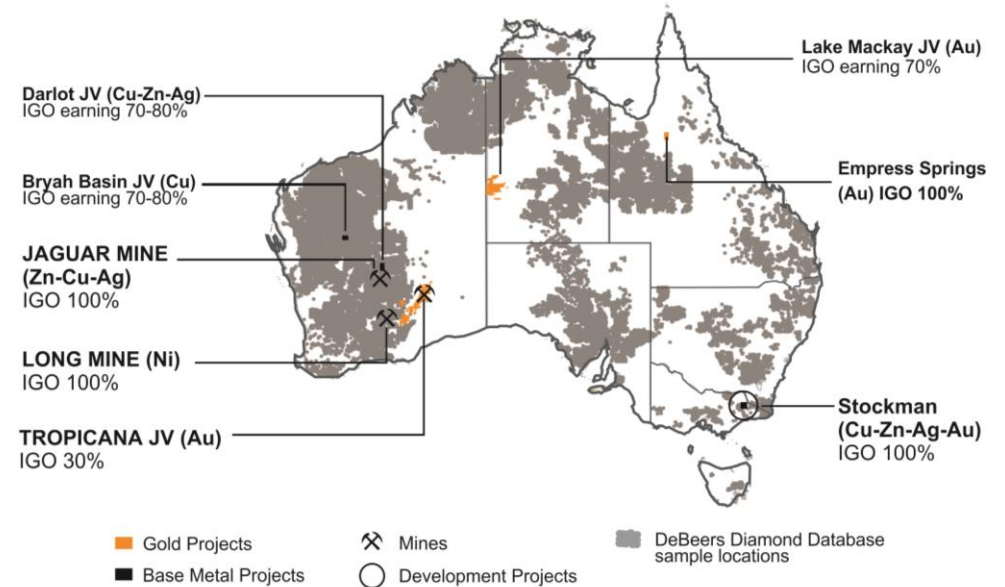 Lake Mackay JV (Au)
IGO earning 70%
Darlot JV (Cu-Zn-Ag)
IGO earning 70-80%
Empress Springs
(Au) IGO 100%
Bryah Basin JV (Cu)
IGO earning 70-80%
JAGUAR MINE
(Zn-Cu-Ag)
IGO 100%
LONG MINE (Ni)
IGO 100%
Stockman
(Cu-Zn-Ag-Au)
IGO 100%
TROPICANA JV (Au)
IGO 30%
Gold Projects
Mines
DeBeers Diamond Database
sample locations
Base Metal Projects
Development Projects